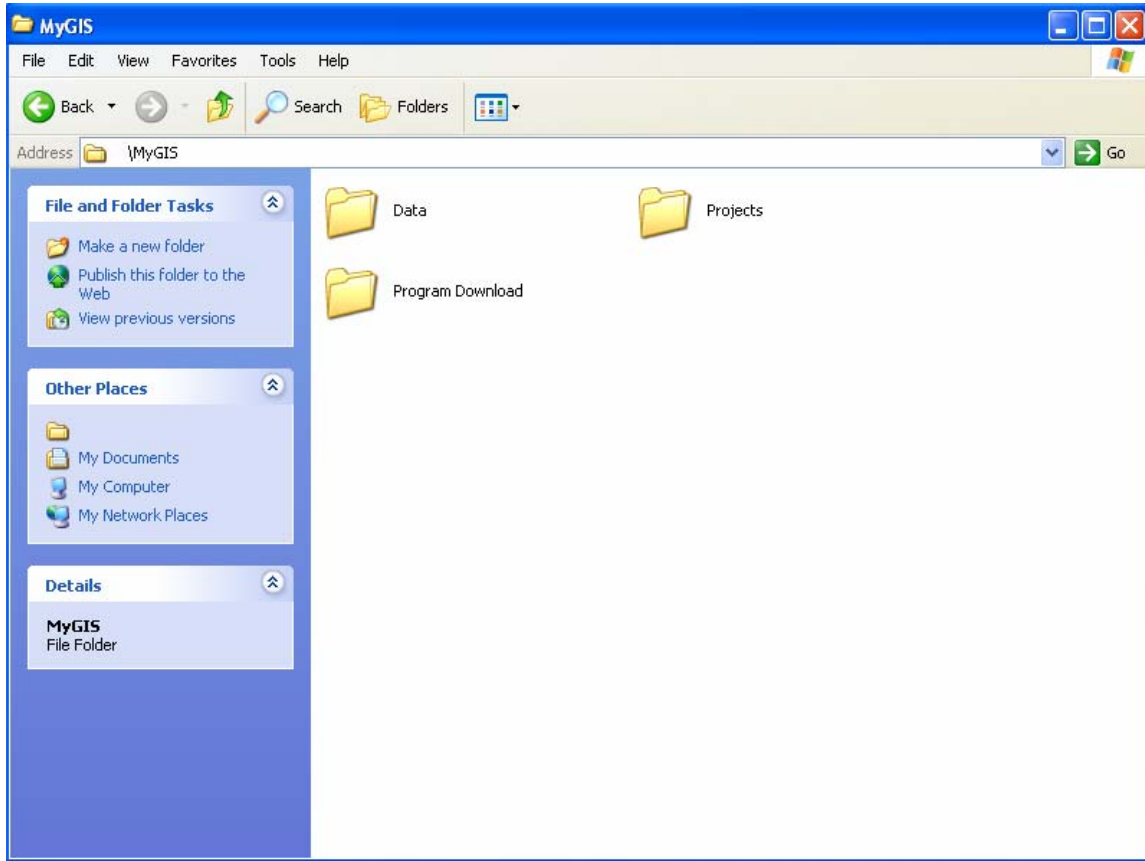 MyGIS
File Edit View Favorites Tools Help
Back Search Folders
Address \MyGIS Go
File and Folder Tasks
Make a new folder
Publish this folder to the
Web
View previous versions
Other Places
My Documents
My Computer
My Network Places
Details
MyGIS
File Folder
Data Projects
Program Download